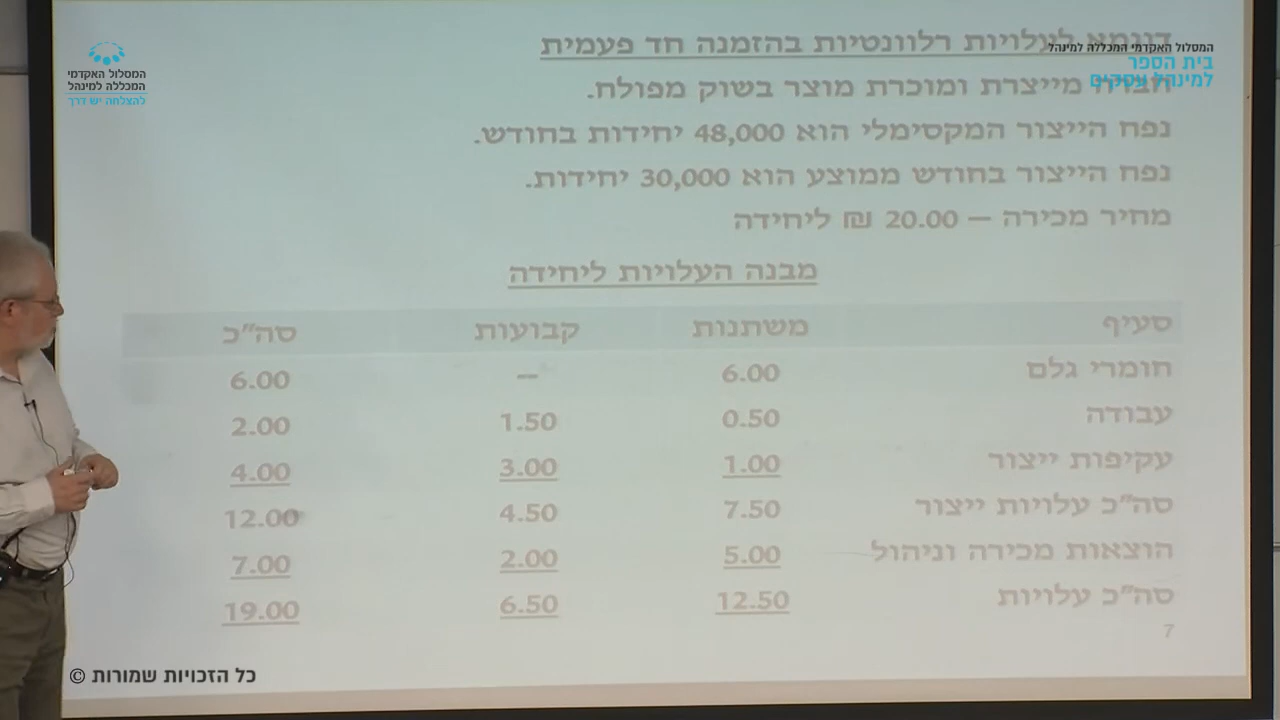 המסלול האקדמי
המכללה למינהל
להצלחה יש דרך
המסלול האקדמי המכללה למינהל
בית הספר
למינהל עסקים
דוגמא לעלויות רלוונטיות בהזמנה חד פעמית
חברה מייצרת ומוכרת מוצר בשוק מפולח.
נפח הייצור המקסימלי הוא 48,000 יחידות בחודש.
נפח הייצור בחודש ממוצע הוא 30,000 יחידות.
מחיר מכירה – 20.00 ₪ ליחידה
מבנה העלויות ליחידה
סעיף משתנות קבועות סה"כ
חומרי גלם 6.00 -- 6.00
עבודה 0.50 1.50 2.00
עקיפות ייצור 1.00 3.00 4.00
סה"כ עלויות ייצור 7.50 4.50 12.00
הוצאות מכירה וניהול 5.00 2.00 7.00
סה"כ עלויות 12.50 6.50 19.00
7
כל הזכויות שמורות ©